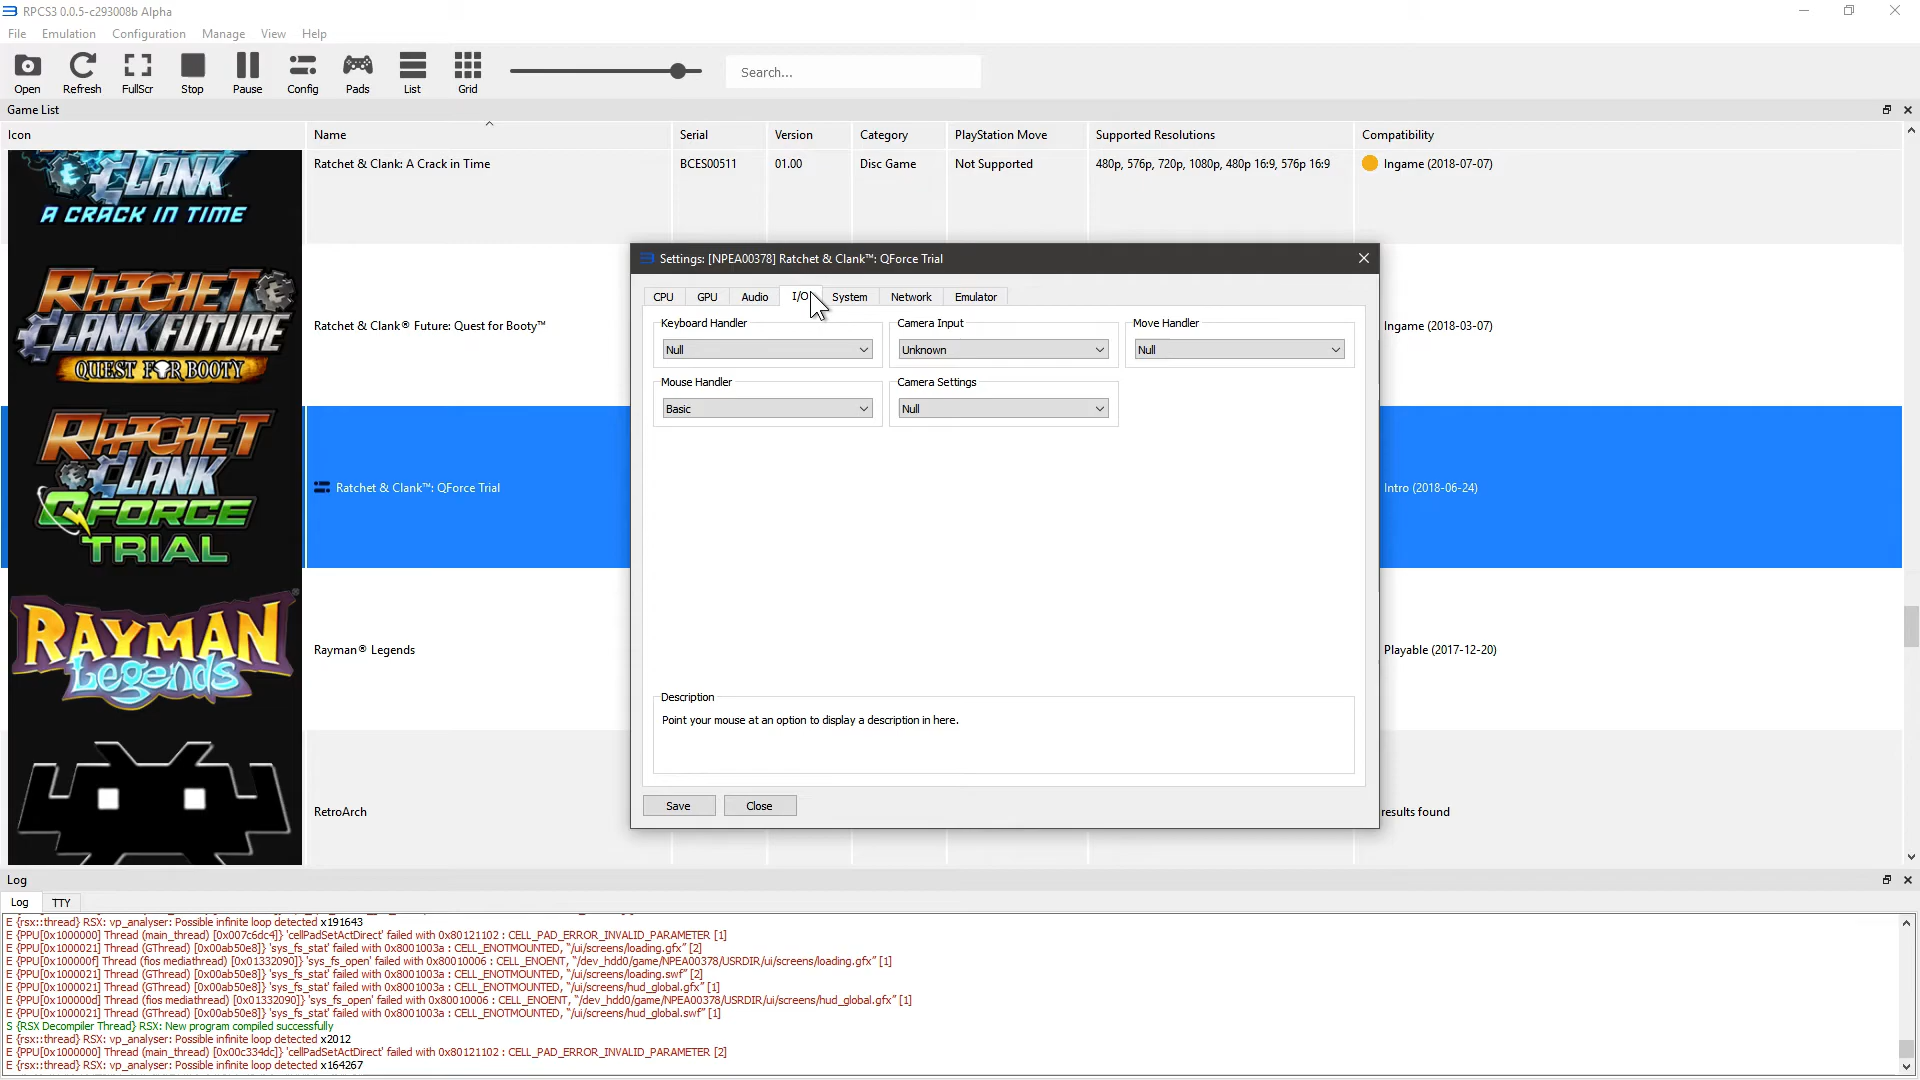 RPCS3 0.0.5-c293008b Alpha
File Emulation Configuration Manage View Help
Open Refresh FullScr Stop Pause Config Pads List Grid Search...
Game List
Icon Name Serial Version Category PlayStation Move Supported Resolutions Compatibility
CLANK
A CRACK IN TIME
Ratchet & Clank: A Crack in Time BCES00511 01.00 Disc Game Not Supported 480p, 576p, 720p, 1080p, 480p 16:9, 576p 16:9 Ingame (2018-07-07)
RATCHET
CLANK FUTURE
QUEST FOR BOOTY
Ratchet & Clank® Future: Quest for Booty™ Ingame (2018-03-07)
RATCHET
CLANK
QFORCE
TRIAL
Ratchet & Clank™: QForce Trial Intro (2018-06-24)
RAYMAN
Legends
Rayman® Legends Playable (2017-12-20)
RetroArch results found
Settings: [NPEA00378] Ratchet & Clank™: QForce Trial
CPU GPU Audio I/O System Network Emulator
Keyboard Handler Camera Input Move Handler
Null Unknown Null
Mouse Handler Camera Settings
Basic Null
Description
Point your mouse at an option to display a description in here.
Save Close
Log
Log TTY
E {rsx::thread} RSX: vp_analyser: Possible infinite loop detected x191643
E {PPU[0x1000000] Thread (main_thread) [0x007c6dc4]} 'cellPadSetActDirect' failed with 0x80121102 : CELL_PAD_ERROR_INVALID_PARAMETER [1]
E {PPU[0x1000021] Thread (GThread) [0x00ab50e8]} 'sys_fs_stat' failed with 0x8001003a : CELL_ENOTMOUNTED, “/ui/screens/loading.gfx” [2]
E {PPU[0x100000f] Thread (fios mediathread) [0x01332090]} 'sys_fs_open' failed with 0x80010006 : CELL_ENOENT, “/dev_hdd0/game/NPEA00378/USRDIR/ui/screens/loading.gfx” [1]
E {PPU[0x1000021] Thread (GThread) [0x00ab50e8]} 'sys_fs_stat' failed with 0x8001003a : CELL_ENOTMOUNTED, “/ui/screens/loading.swf” [2]
E {PPU[0x1000021] Thread (GThread) [0x00ab50e8]} 'sys_fs_stat' failed with 0x8001003a : CELL_ENOTMOUNTED, “/ui/screens/hud_global.gfx” [1]
E {PPU[0x100000d] Thread (fios mediathread) [0x01332090]} 'sys_fs_open' failed with 0x80010006 : CELL_ENOENT, “/dev_hdd0/game/NPEA00378/USRDIR/ui/screens/hud_global.gfx” [1]
E {PPU[0x1000021] Thread (GThread) [0x00ab50e8]} 'sys_fs_stat' failed with 0x8001003a : CELL_ENOTMOUNTED, “/ui/screens/hud_global.swf” [1]
S {RSX Decompiler Thread} RSX: New program compiled successfully
E {rsx::thread} RSX: vp_analyser: Possible infinite loop detected x2012
E {PPU[0x1000000] Thread (main_thread) [0x00c334dc]} 'cellPadSetActDirect' failed with 0x80121102 : CELL_PAD_ERROR_INVALID_PARAMETER [2]
E {rsx::thread} RSX: vp_analyser: Possible infinite loop detected x164267